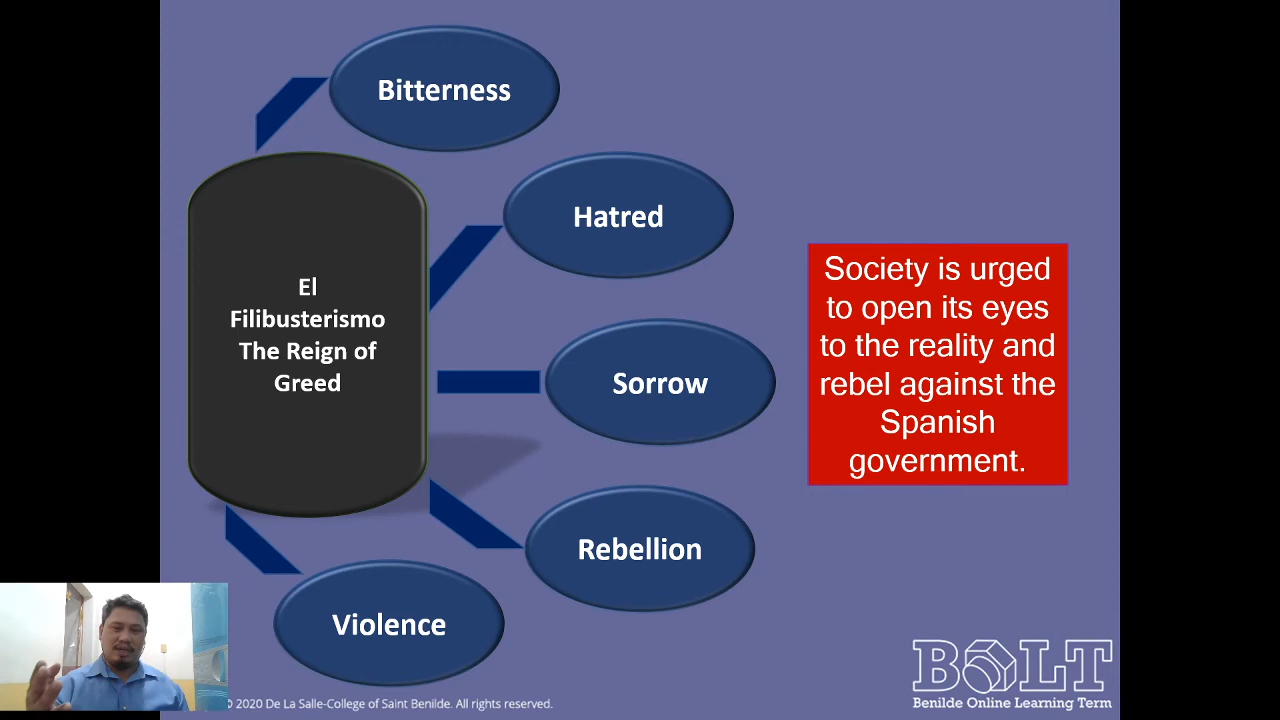 Bitterness
Hatred
El
Filibusterismo
The Reign of
Greed
Sorrow
Rebellion
Violence
Society is urged
to open its eyes
to the reality and
rebel against the
Spanish
government.
© 2020 De La Salle-College of Saint Benilde. All rights reserved.
BOLT
Benilde Online Learning Term